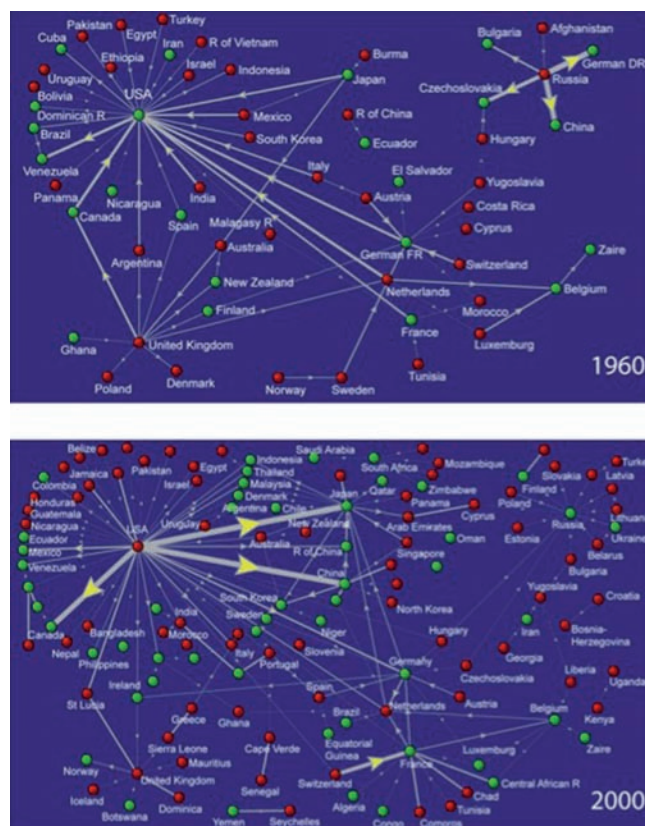 Turkey
Pakistan
Egypt
Cuba
Iran
R of Vietnam
Afghanistan
Bulgaria
German DR
Ethiopia
Israel
Indonesia
Burma
Japan
Russia
Uruguay
USA
Czechoslovakia
Bolivia
Dominican R
Mexico
R of China
China
Brazil
South Korea
Ecuador
Hungary
Venezuela
Italy
El Salvador
Panama
Nicaragua
India
Austria
Yugoslavia
Canada
Spain
Malagasy R
Costa Rica
Australia
German FR
Cyprus
Argentina
Switzerland
Zaire
New Zealand
Netherlands
Belgium
Finland
Morocco
France
Luxemburg
Ghana
United Kingdom
Tunisia
Poland
Denmark
Norway
Sweden
1960
Belize
Saudi Arabia
Indonesia
Jamaica
Pakistan
Egypt
Thailand
South Africa
Mozambique
Slovakia
Turke
Colombia
Israel
Malaysia
Japan
Qatar
Zimbabwe
Finland
Latvia
Honduras
Denmark
Panama
Poland
Guatemala
Argentina
Chile
Cyprus
Russia
Lithuan
Nicaragua
USA
Uruguay
New Zealand
Arab Emirates
Estonia
Ukraine
Ecuador
Australia
Oman
Mexico
R of China
Singapore
Belarus
Venezuela
China
Bulgaria
South Korea
North Korea
Yugoslavia
Croatia
Sweden
India
Niger
Iran
Canada
Bangladesh
Morocco
Hungary
Bosnia-
Herzegovina
Nepal
Italy
Slovenia
Georgia
Philippines
Portugal
Germany
Czechoslovakia
Liberia
Uganda
Ireland
Spain
St Lubia
Netherlands
Austria
Greece
Ghana
Brazil
Belgium
Kenya
Sierra Leone
Cape Verde
Equatorial
Guinea
France
Luxemburg
Zaire
Norway
Mauritius
Switzerland
United Kingdom
Senegal
Central African R
Iceland
Algeria
Chad
Dominica
Tunisia
Botswana
Yemen
Seychelles
Congo
Comoros
2000